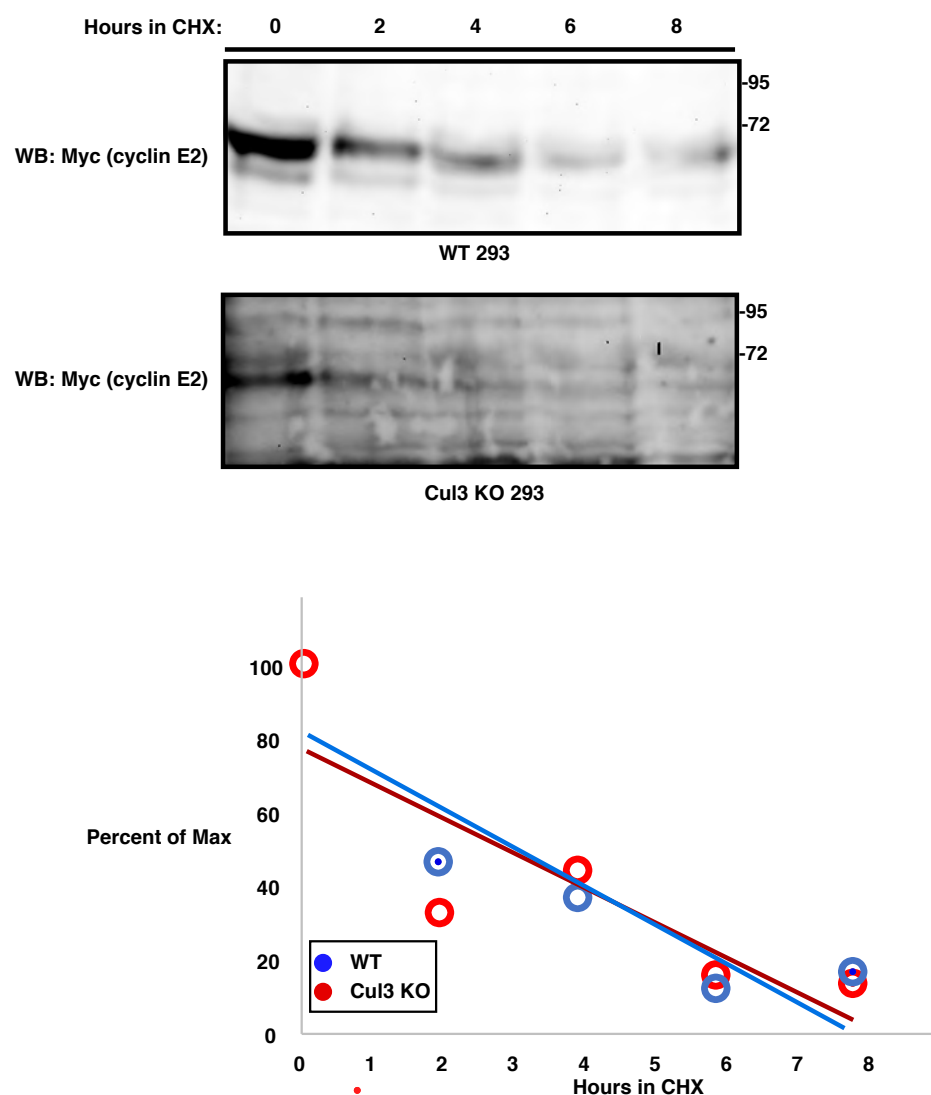 Hours in CHX: 0 2 4 6 8
-95
-72
WB: Myc (cyclin E2)
WT 293
-95
-72
WB: Myc (cyclin E2)
Cul3 KO 293
100
80
60
Percent of Max
40
20
0
WT
Cul3 KO
0 1 2 3 4 5 6 7 8
Hours in CHX